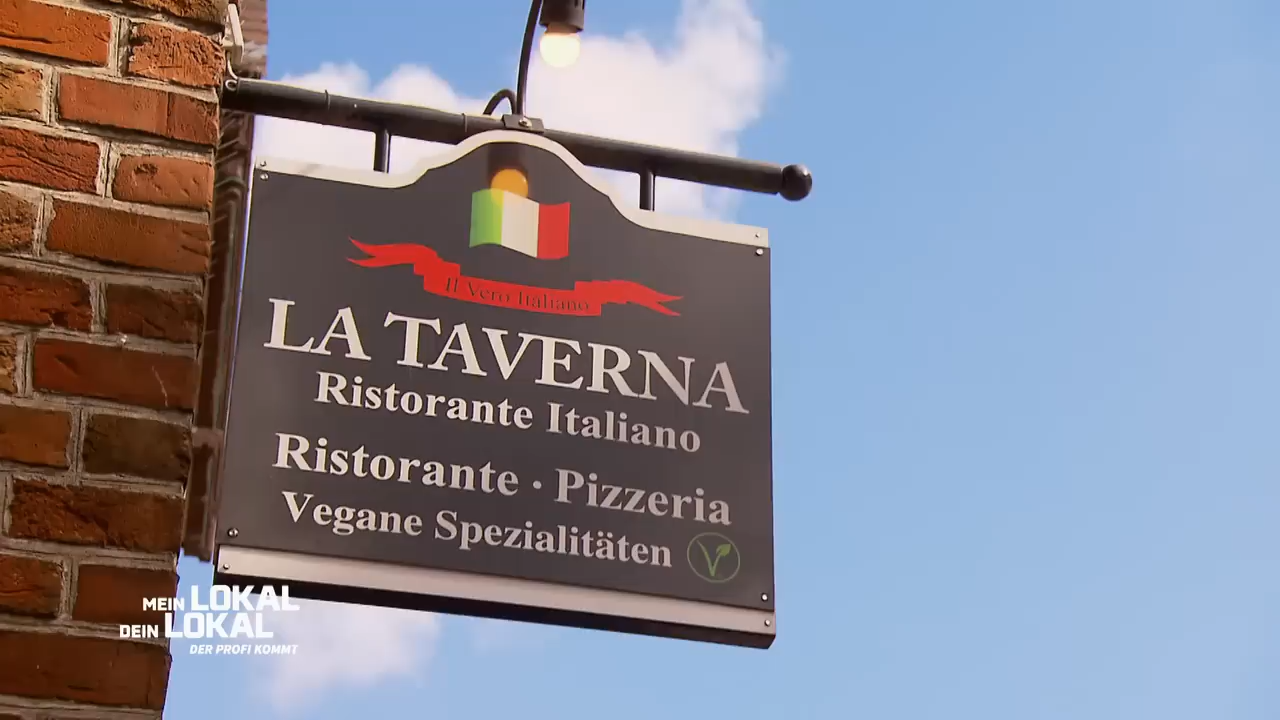 Il Vero Italiano
LA TAVERNA
Ristorante Italiano
Ristorante · Pizzeria
Vegane Spezialitäten
MEIN LOKAL
DEIN LOKAL
DER PROFI KOMMT